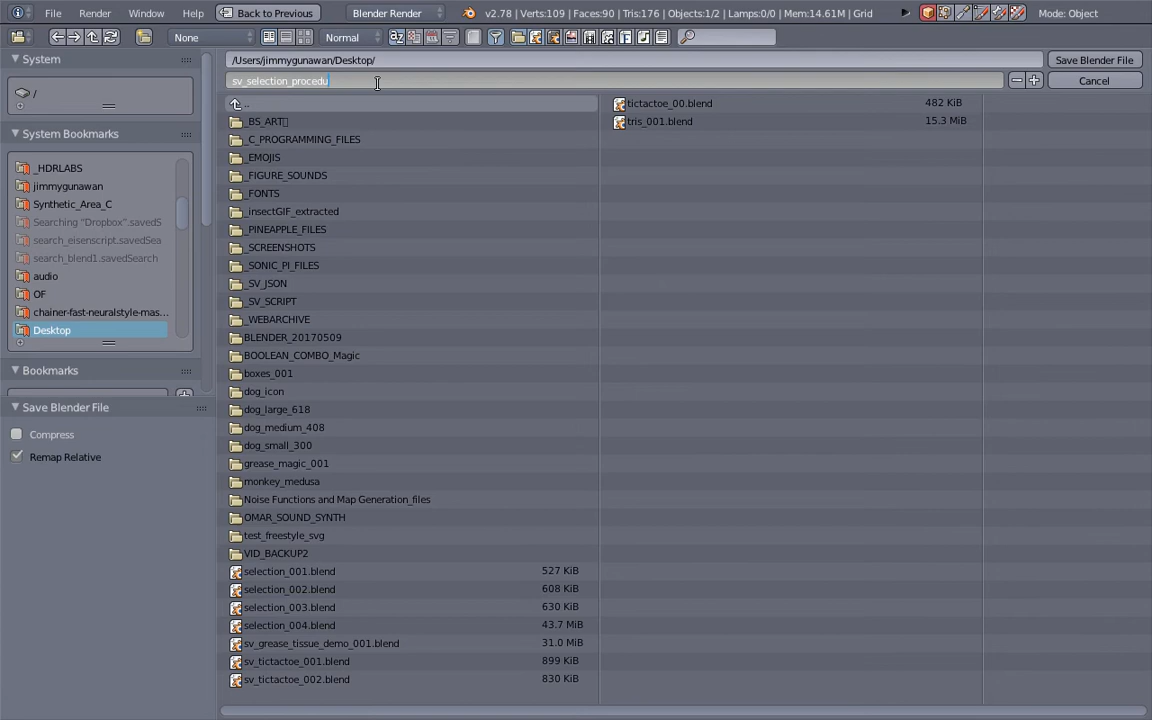 File Render Window Help Back to Previous Blender Render v2.78 | Verts:109 | Faces:90 | Tris:176 | Objects:1/2 | Lamps:0/0 | Mem:14.61M | Grid Mode: Object
None Normal
System
/
System Bookmarks
_HDRLABS
jimmygunawan
Synthetic_Area_C
Searching "Dropbox".savedS
search_eisenscript.savedSea
search_blend1.savedSearch
audio
OF
chainer-fast-neuralstyle-mas...
Desktop
Bookmarks
Save Blender File
Compress
Remap Relative
/Users/jimmygunawan/Desktop/ Save Blender File
sv_selection_procedu Cancel
..
_BS_ART
_C_PROGRAMMING_FILES
_EMOJIS
_FIGURE_SOUNDS
_FONTS
_insectGIF_extracted
_PINEAPPLE_FILES
_SCREENSHOTS
_SONIC_PI_FILES
_SV_JSON
_SV_SCRIPT
_WEBARCHIVE
BLENDER_20170509
BOOLEAN_COMBO_Magic
boxes_001
dog_icon
dog_large_618
dog_medium_408
dog_small_300
grease_magic_001
monkey_medusa
Noise Functions and Map Generation_files
OMAR_SOUND_SYNTH
test_freestyle_svg
VID_BACKUP2
selection_001.blend 527 KiB
selection_002.blend 608 KiB
selection_003.blend 630 KiB
selection_004.blend 43.7 MiB
sv_grease_tissue_demo_001.blend 31.0 MiB
sv_tictactoe_001.blend 899 KiB
sv_tictactoe_002.blend 830 KiB
tictactoe_00.blend 482 KiB
tris_001.blend 15.3 MiB